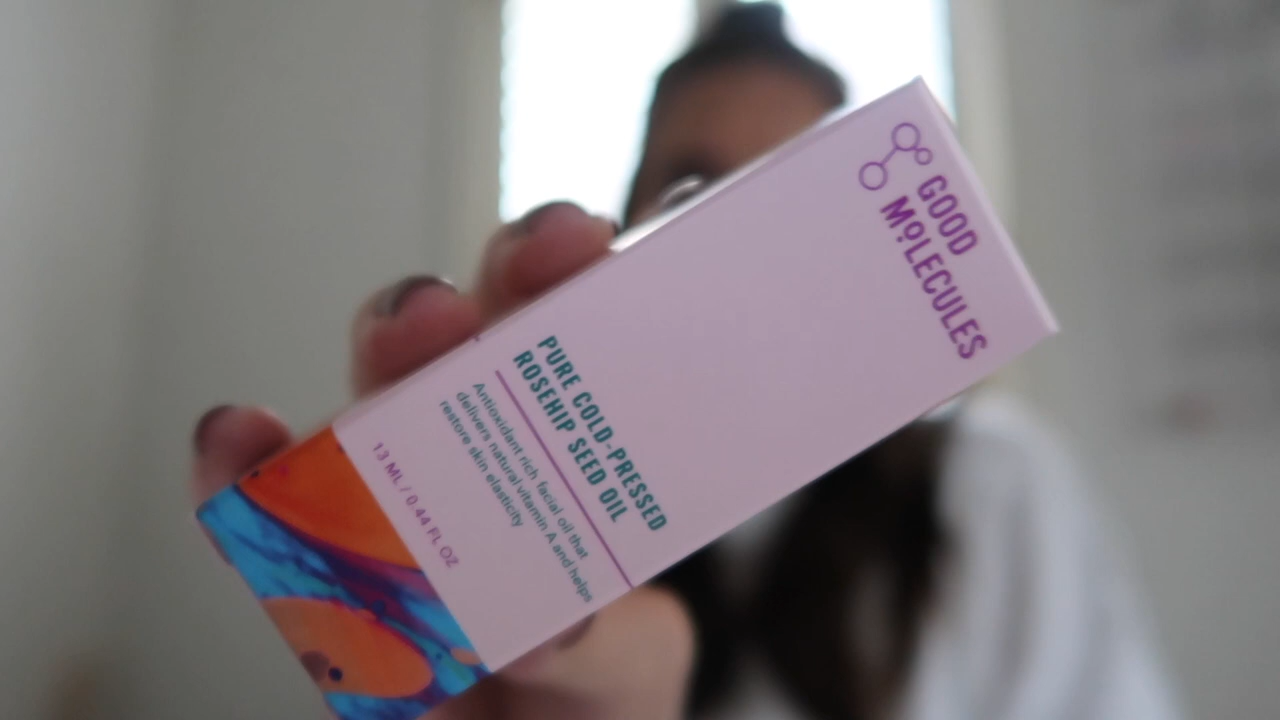 GOOD
MOLECULES
PURE COLD-PRESSED
ROSEHIP SEED OIL
Antioxidant rich facial oil that
delivers natural vitamin A and helps
restore skin elasticity
13 ML / 0.44 FL OZ